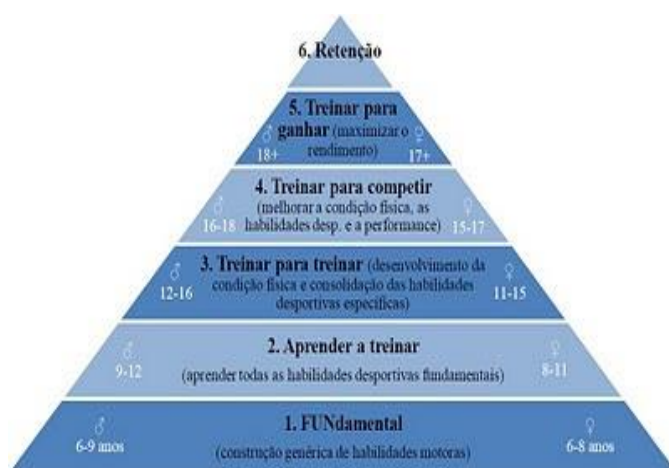 6. Retenção
5. Treinar para
ganhar (maximizar o
rendimento)
♂
18+
♀
17+
4. Treinar para competir
(melhorar a condição física, as
habilidades desp. e a performance)
♂
16-18
♀
15-17
3. Treinar para treinar (desenvolvimento da
condição física e consolidação das habilidades
desportivas específicas)
♂
12-16
♀
11-15
2. Aprender a treinar
(aprender todas as habilidades desportivas fundamentais)
♂
9-12
♀
8-11
1. FUNdamental
(construção genérica de habilidades motoras)
♂
6-9 anos
♀
6-8 anos